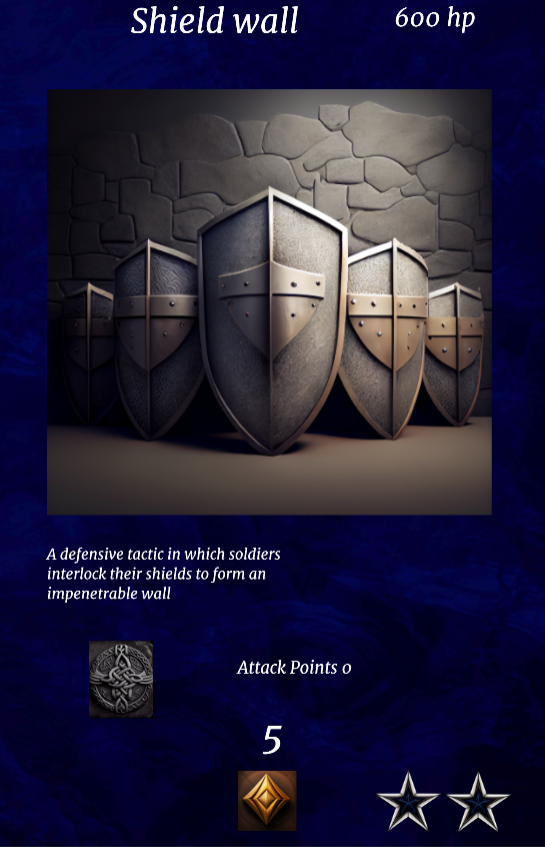 Shield wall
600 hp
A defensive tactic in which soldiers
interlock their shields to form an
impenetrable wall
Attack Points 0
5